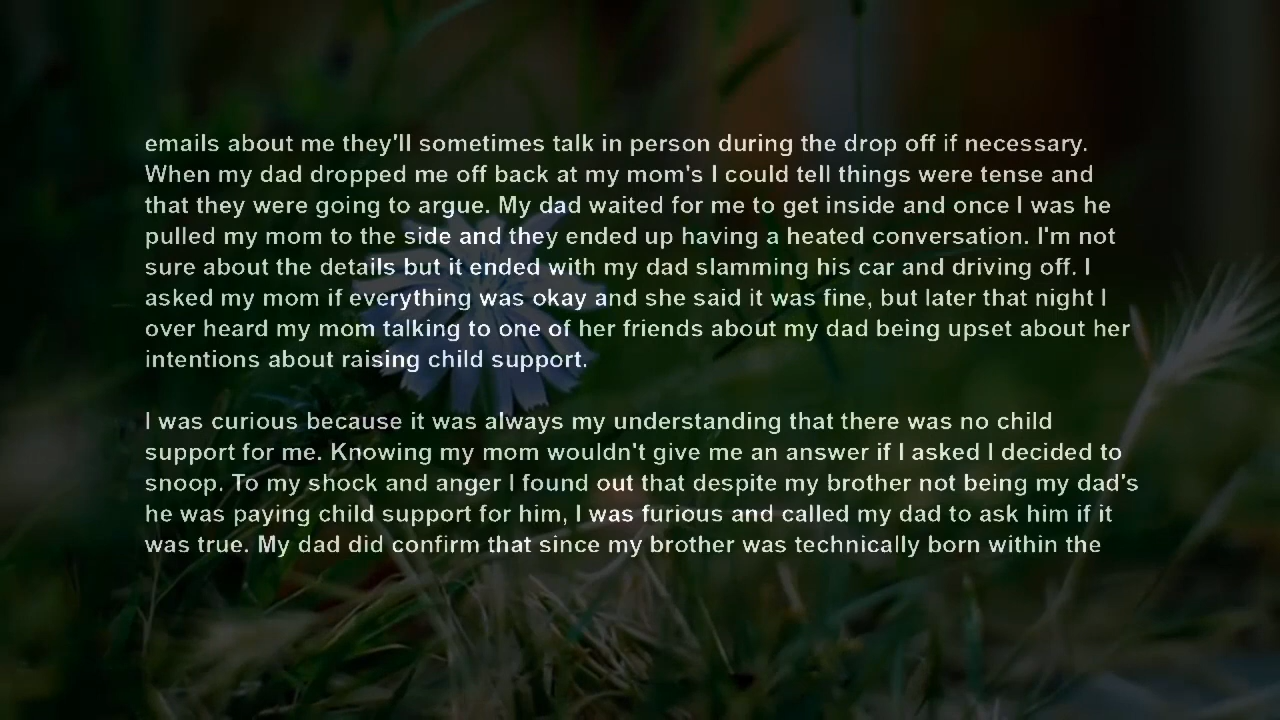 emails about me they'll sometimes talk in person during the drop off if necessary.
When my dad dropped me off back at my mom's I could tell things were tense and
that they were going to argue. My dad waited for me to get inside and once I was he
pulled my mom to the side and they ended up having a heated conversation. I'm not
sure about the details but it ended with my dad slamming his car and driving off. I
asked my mom if everything was okay and she said it was fine, but later that night I
over heard my mom talking to one of her friends about my dad being upset about her
intentions about raising child support.
I was curious because it was always my understanding that there was no child
support for me. Knowing my mom wouldn't give me an answer if I asked I decided to
snoop. To my shock and anger I found out that despite my brother not being my dad's
he was paying child support for him, I was furious and called my dad to ask him if it
was true. My dad did confirm that since my brother was technically born within the